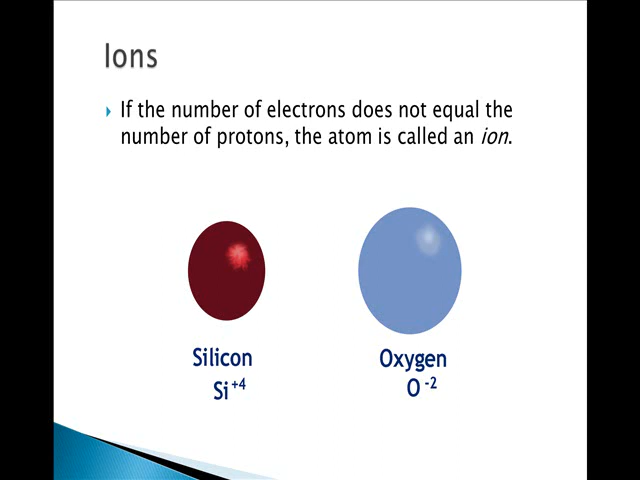 Ions
If the number of electrons does not equal the
number of protons, the atom is called an ion.
Silicon
Si+4
Oxygen
O-2